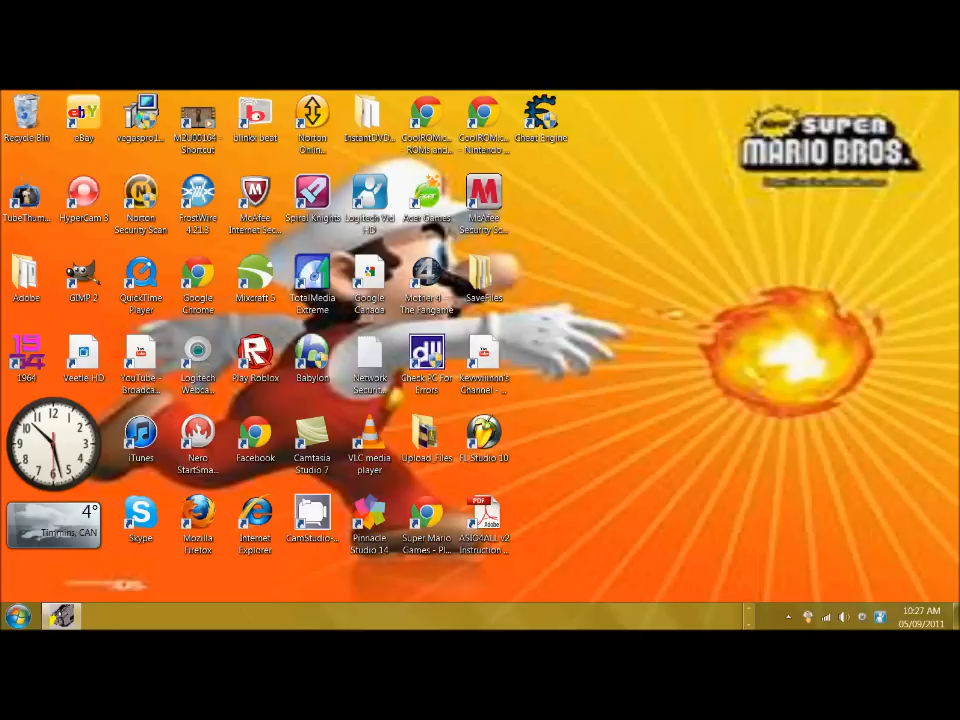 Recycle Bin
eBay
vegaspro1...
M2U00164 -
Shortcut
blinkx beat
Norton
Onlin...
InstantDVD...
CoolROM.c...
- ROMs and...
CoolROM.c...
- Nintendo ...
Cheat Engine
NEW
SUPER
MARIO BROS.
TubeThum...
HyperCam 3
Norton
Security Scan
FrostWire
4.21.3
McAfee
Internet Sec...
Spiral Knights
Logitech Vid
HD
Acer Games
McAfee
Security Sc...
Adobe
GIMP 2
QuickTime
Player
Google
Chrome
Mixcraft 5
TotalMedia
Extreme
Google
Canada
Mother 4 -
The Fangame
SaveFiles
1964
Veetle HD
YouTube -
Broadca...
Logitech
Webca...
Play Roblox
Babylon
Network
Securit...
Check PC For
Errors
Channel - ...
iTunes
Nero
StartSma...
Facebook
Camtasia
Studio 7
VLC media
player
Upload_Files
FL Studio 10
4°
Timmins, CAN
Skype
Mozilla
Firefox
Internet
Explorer
CamStudio-...
Pinnacle
Studio 14
Super Mario
Games - Pl...
ASIO4ALL v2
Instruction ...
10:27 AM
05/09/2011